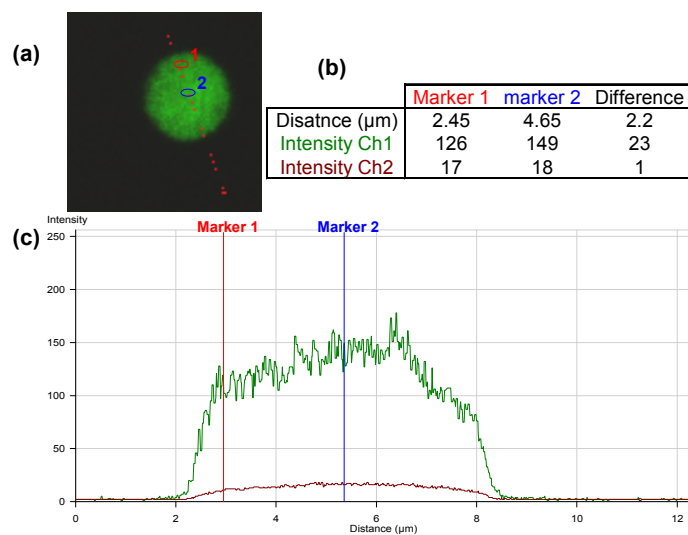 (a)
1
2
(b)
Marker 1 marker 2 Difference
Disatnce (µm) 2.45 4.65 2.2
Intensity Ch1 126 149 23
Intensity Ch2 17 18 1
(c)
Intensity
Marker 1 Marker 2
250
200
150
100
50
0
0 2 4 6 8 10 12
Distance (µm)